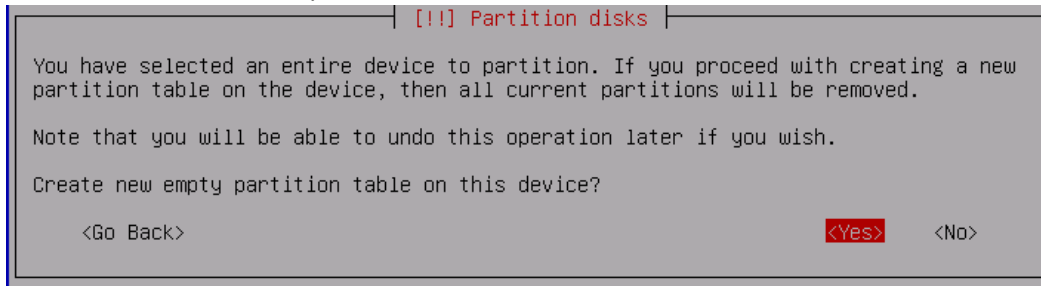 [!!] Partition disks
You have selected an entire device to partition. If you proceed with creating a new
partition table on the device, then all current partitions will be removed.
Note that you will be able to undo this operation later if you wish.
Create new empty partition table on this device?
<Go Back> <Yes> <No>